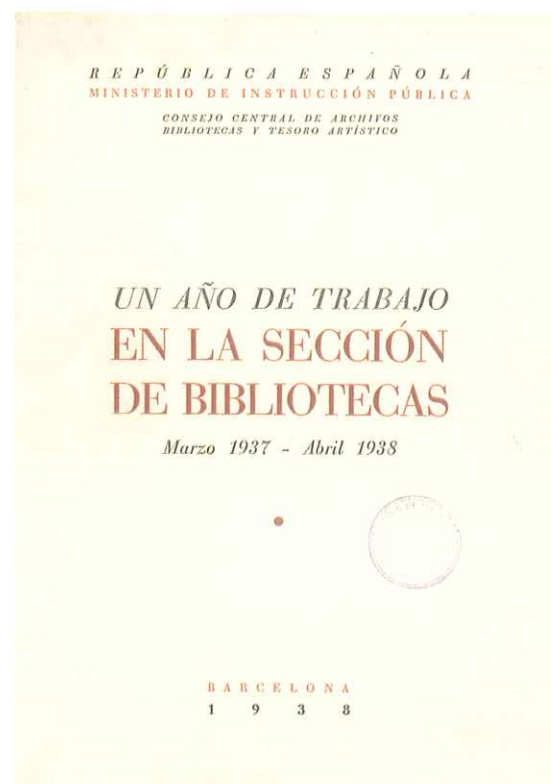 REPÚBLICA ESPAÑOLA
MINISTERIO DE INSTRUCCIÓN PÚBLICA
CONSEJO CENTRAL DE ARCHIVOS
BIBLIOTECAS Y TESORO ARTÍSTICO
UN AÑO DE TRABAJO
EN LA SECCIÓN
DE BIBLIOTECAS
Marzo 1937 - Abril 1938
BARCELONA
1938